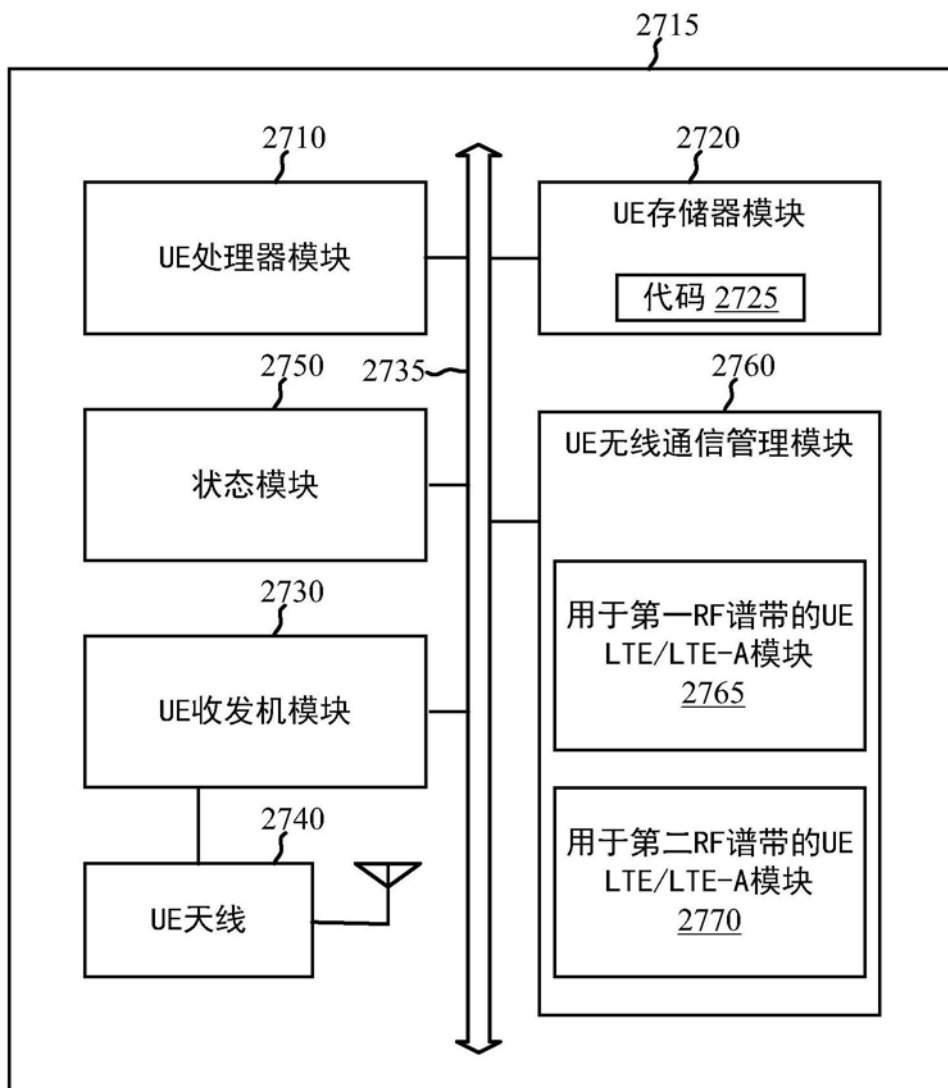 2715
2710
UE处理器模块
2720
UE存储器模块
代码 2725
2750
状态模块
2735
2760
UE无线通信管理模块
2730
UE收发机模块
用于第一RF谱带的UE
LTE/LTE-A模块
2765
2740
UE天线
用于第二RF谱带的UE
LTE/LTE-A模块
2770